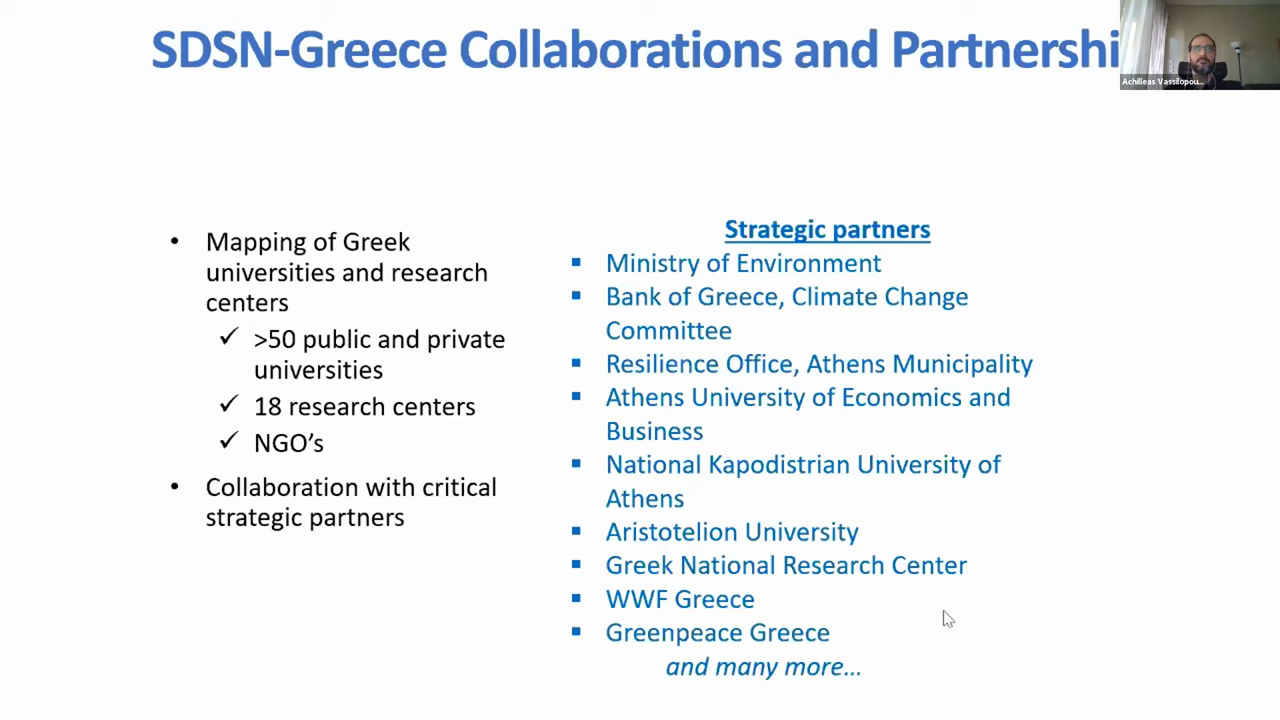 SDSN-Greece Collaborations and Partnershi
Achilleas Vassilopou...
• Mapping of Greek
universities and research
centers
✓ >50 public and private
universities
✓ 18 research centers
✓ NGO’s
• Collaboration with critical
strategic partners
Strategic partners
▪ Ministry of Environment
▪ Bank of Greece, Climate Change
Committee
▪ Resilience Office, Athens Municipality
▪ Athens University of Economics and
Business
▪ National Kapodistrian University of
Athens
▪ Aristotelion University
▪ Greek National Research Center
▪ WWF Greece
▪ Greenpeace Greece
and many more…